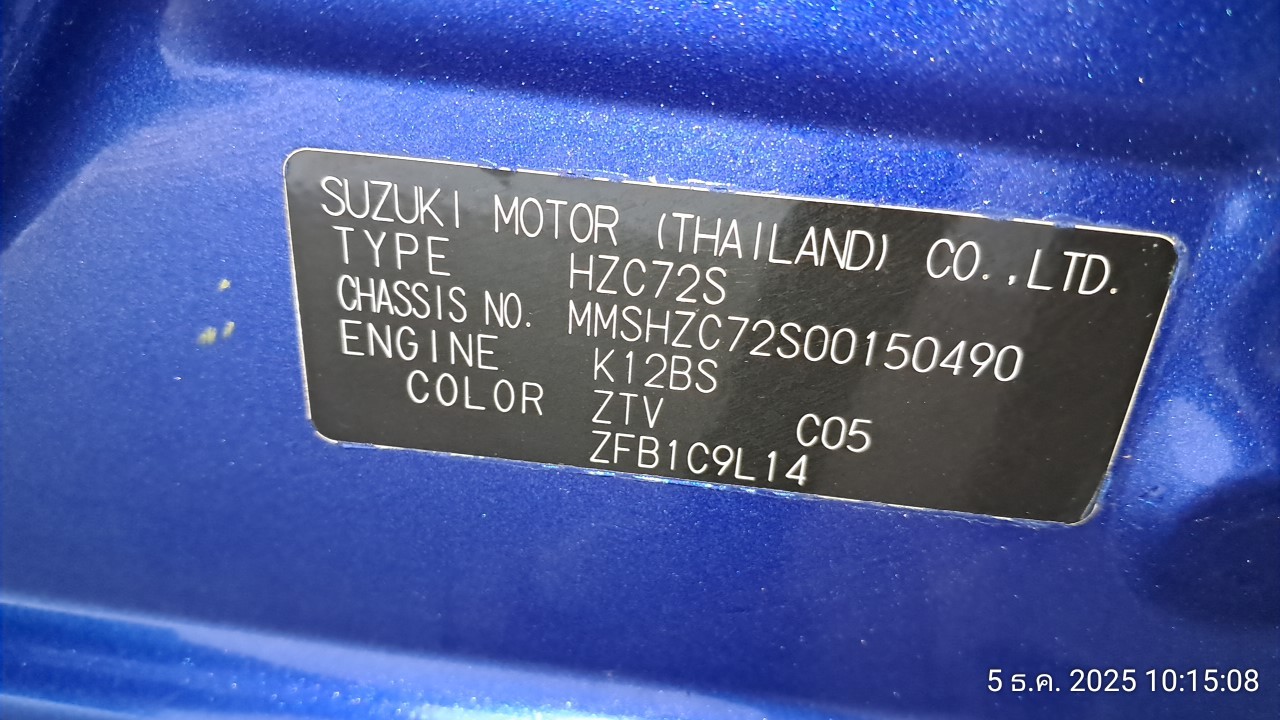 SUZUKI MOTOR (THAILAND) CO.,LTD.
TYPE HZC72S
CHASSIS NO. MMSHZC72S00150490
ENGINE K12BS
COLOR ZTV C05
ZFB1C9L14
5 ธ.ค. 2025 10:15:08